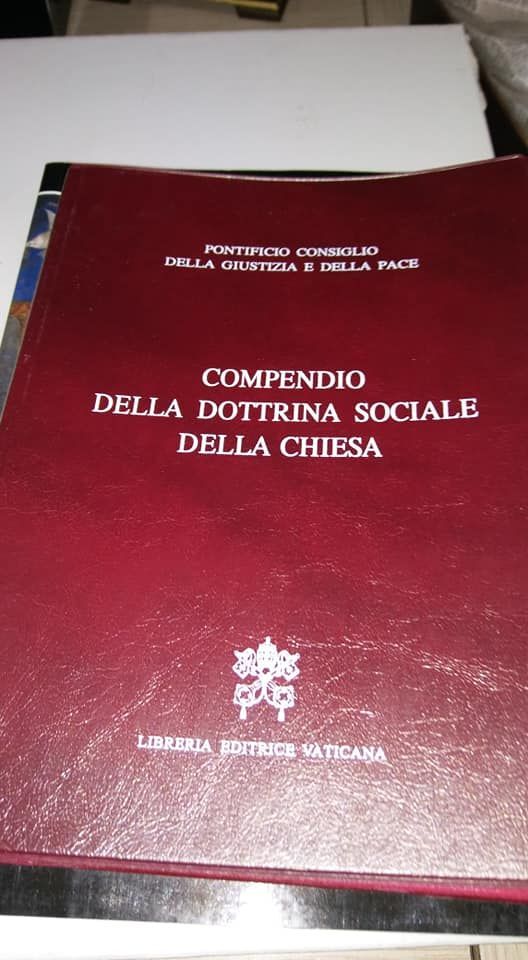 PONTIFICIO CONSIGLIO
DELLA GIUSTIZIA E DELLA PACE
COMPENDIO
DELLA DOTTRINA SOCIALE
DELLA CHIESA
LIBRERIA EDITRICE VATICANA